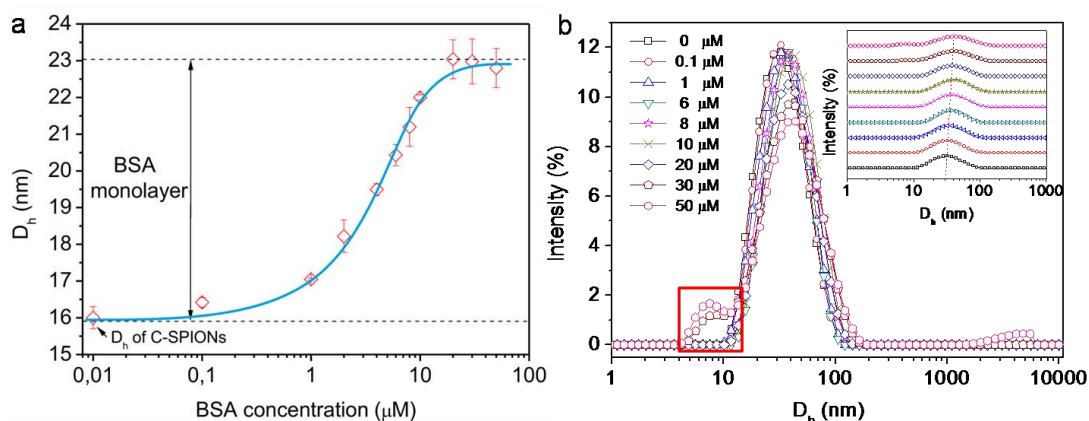 a
24
23
22
21
20
19
18
17
16
15
D_h (nm)
BSA
monolayer
D_h of C-SPIONs
0,01
0,1
1
10
100
BSA concentration (μM)
b
12
10
8
6
4
2
0
Intensity (%)
0 μM
0.1 μM
1 μM
6 μM
8 μM
10 μM
20 μM
30 μM
50 μM
Intensity (%)
1
10
100
1000
D_h (nm)
1
10
100
1000
10000
D_h (nm)